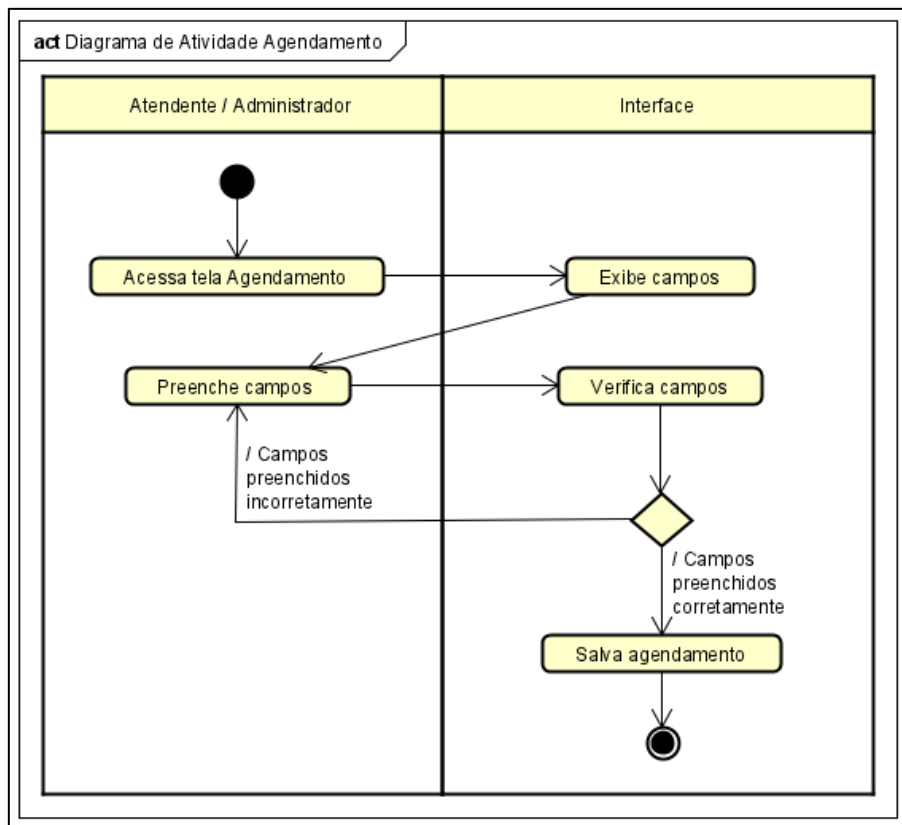 act Diagrama de Atividade Agendamento
Atendente / Administrador
Interface
Acessa tela Agendamento
Exibe campos
Preenche campos
Verifica campos
/ Campos
preenchidos
incorretamente
/ Campos
preenchidos
corretamente
Salva agendamento